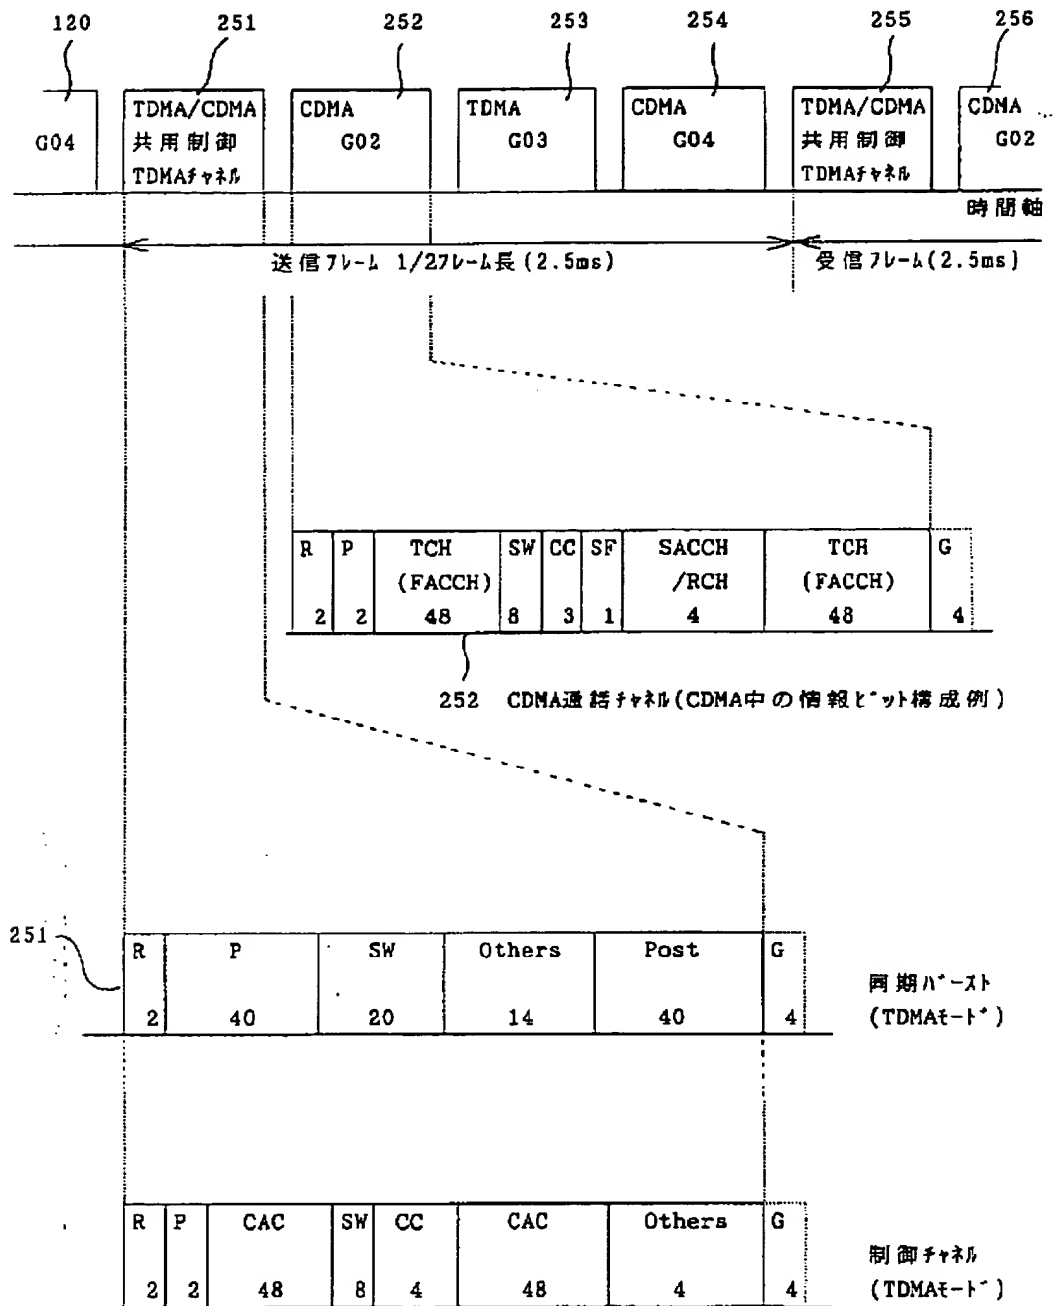 120 251 252 253 254 255 256
TDMA/CDMA CDMA TDMA CDMA TDMA/CDMA CDMA
G04 共用制御 G02 G03 G04 共用制御 G02
TDMAチャネル TDMAチャネル
時間軸
送信フレーム 1/2フレーム長(2.5ms) 受信フレーム(2.5ms)
R P TCH SW CC SF SACCH TCH G
(FACCH) /RCH (FACCH)
2 2 48 8 3 1 4 48 4
252 CDMA通話チャネル(CDMA中の情報ビット構成例)
251
R P SW Others Post G
同期バースト
2 40 20 14 40 4 (TDMAモード)
R P CAC SW CC CAC Others G
制御チャネル
2 2 48 8 4 48 4 4 (TDMAモード)